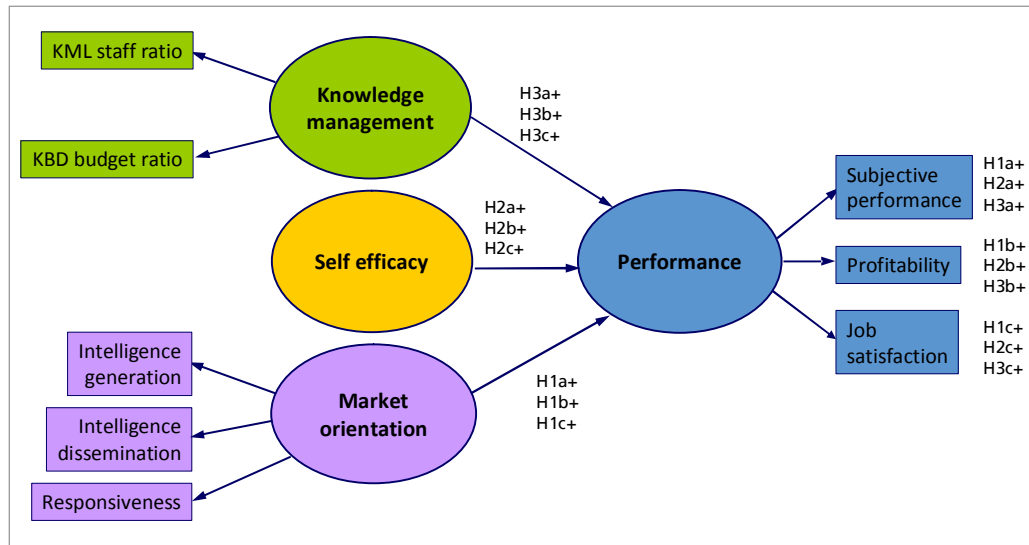 KML staff ratio
KBD budget ratio
Knowledge
management
H3a+
H3b+
H3c+
Self efficacy
H2a+
H2b+
H2c+
Intelligence
generation
Intelligence
dissemination
Responsiveness
Market
orientation
H1a+
H1b+
H1c+
Performance
Subjective
performance
H1a+
H2a+
H3a+
Profitability
H1b+
H2b+
H3b+
Job
satisfaction
H1c+
H2c+
H3c+